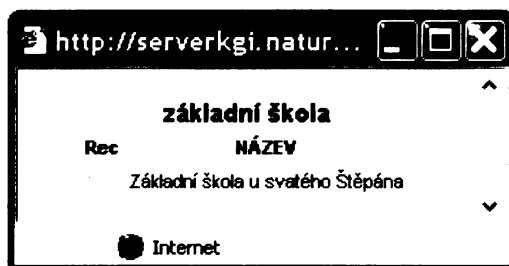 http://serverkgi.natur...
základní škola
Rec NÁZEV
Základní škola u svatého Štěpána
Internet